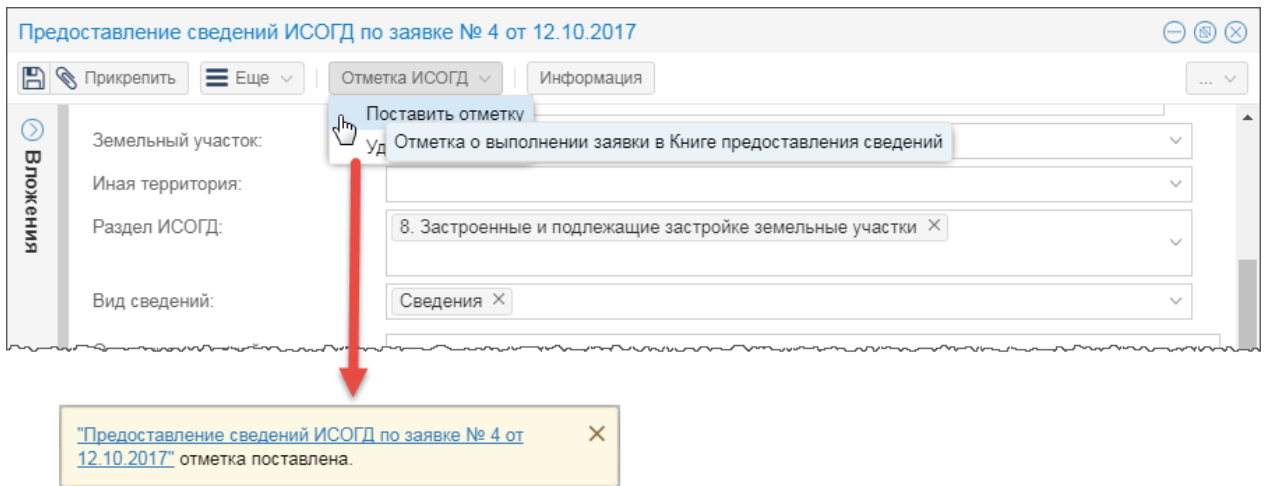 Предоставление сведений ИСОГД по заявке № 4 от 12.10.2017
Прикрепить Еще Отметка ИСОГД Информация ...
Поставить отметку
Земельный участок:
Уд
Отметка о выполнении заявки в Книге предоставления сведений
Вложения
Иная территория:
Раздел ИСОГД: 8. Застроенные и подлежащие застройке земельные участки
Вид сведений: Сведения
"Предоставление сведений ИСОГД по заявке № 4 от
12.10.2017" отметка поставлена.